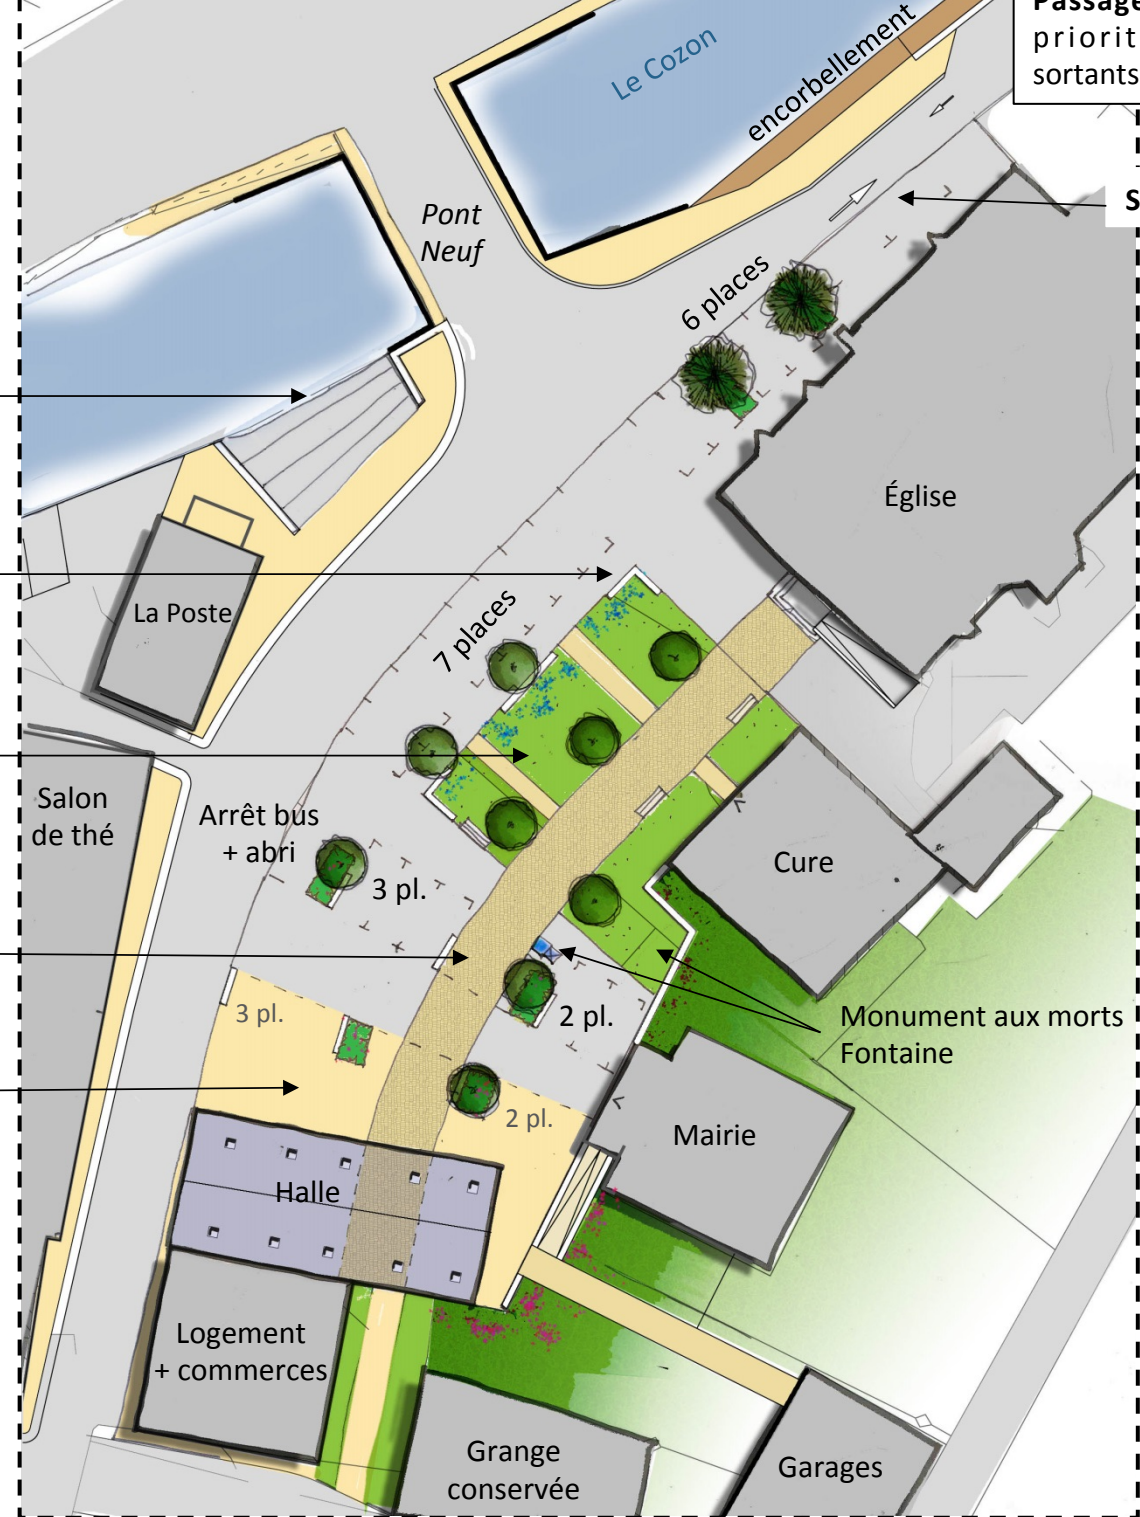 Passage
priorit
sortants
Le Cozon
encorbellement
Pont
Neuf
S
6 places
Église
La Poste
7 places
Salon
de thé
Arrêt bus
+ abri
3 pl.
Cure
3 pl.
2 pl.
Monument aux morts
Fontaine
2 pl.
Mairie
Halle
Logement
+ commerces
Grange
conservée
Garages